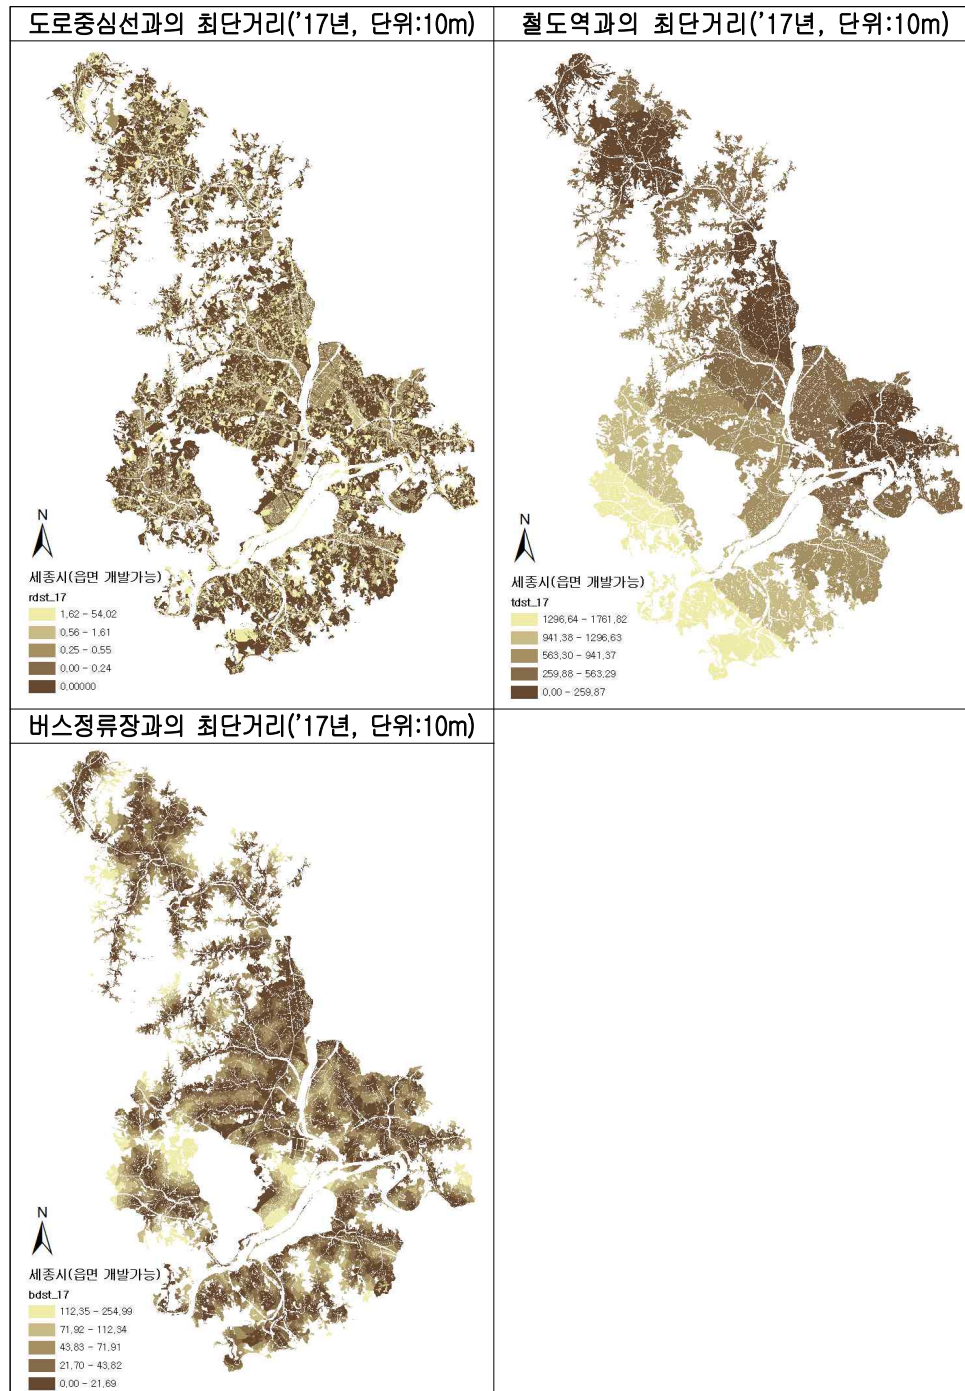 도로중심선과의 최단거리('17년, 단위:10m)
철도역과의 최단거리('17년, 단위:10m)
N
세종시(읍면 개발가능)
rdst_17
1,62 - 54,02
0,56 - 1,61
0,25 - 0,55
0,00 - 0,24
0,00000
N
세종시(읍면 개발가능)
tdst_17
1296,64 - 1761,82
941,38 - 1296,63
563,30 - 941,37
259,88 - 563,29
0,00 - 259,87
버스정류장과의 최단거리('17년, 단위:10m)
N
세종시(읍면 개발가능)
bdst_17
112,35 - 254,99
71,92 - 112,34
43,83 - 71,91
21,70 - 43,82
0,00 - 21,69